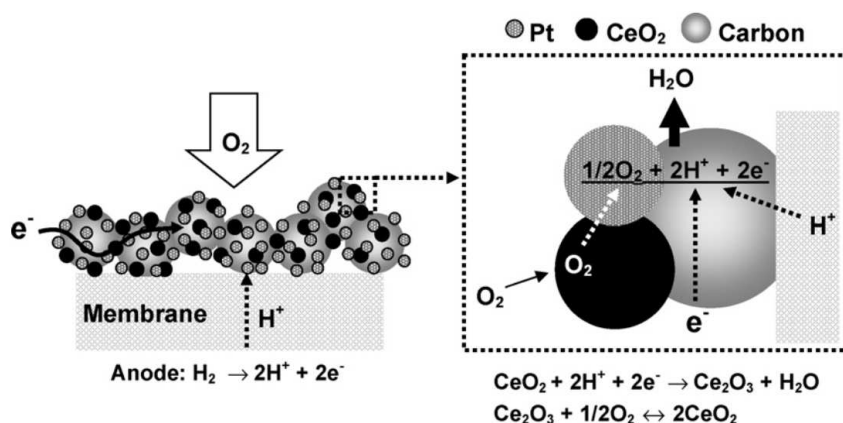 Pt CeO₂ Carbon
O₂
e⁻
Membrane
H⁺
Anode: H₂ → 2H⁺ + 2e⁻
H₂O
1/2O₂ + 2H⁺ + 2e⁻
H⁺
O₂
O₂
e⁻
CeO₂ + 2H⁺ + 2e⁻ → Ce₂O₃ + H₂O
Ce₂O₃ + 1/2O₂ ↔ 2CeO₂